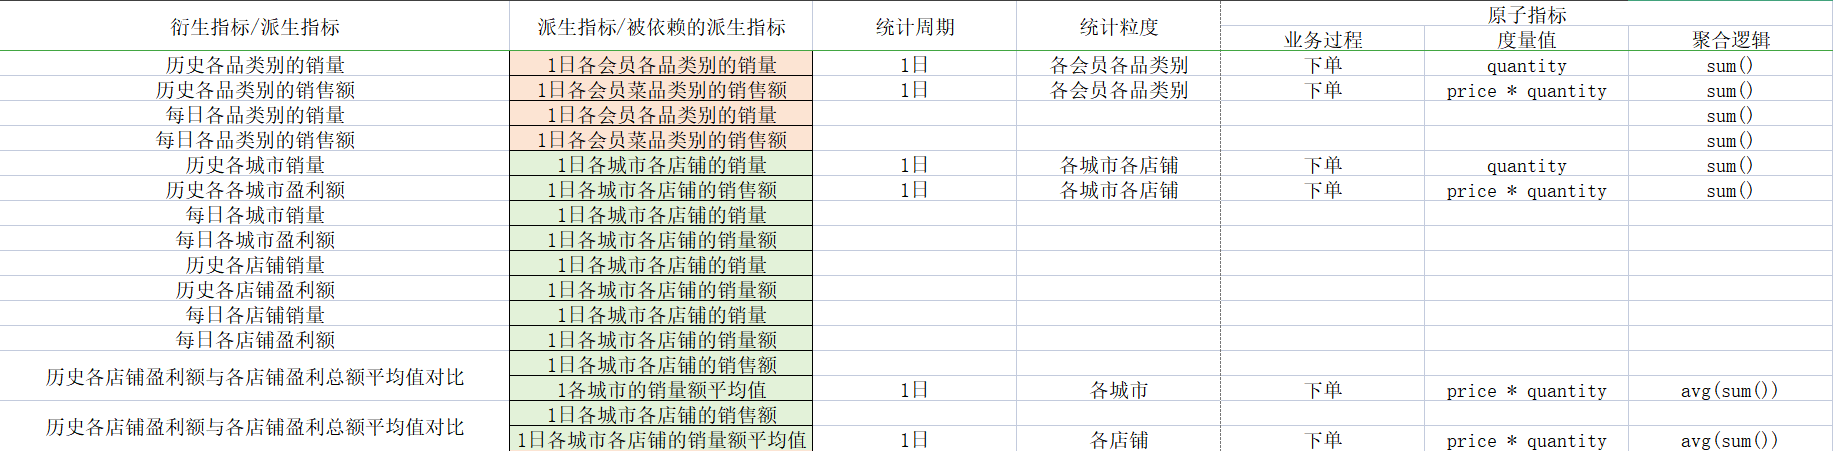 衍生指标/派生指标 派生指标/被依赖的派生指标 统计周期 统计粒度 原子指标
业务过程 度量值 聚合逻辑
历史各品类别的销量 1日各会员各品类别的销量 1日 各会员各品类别 下单 quantity sum()
历史各品类别的销售额 1日各会员菜品类别的销售额 1日 各会员各品类别 下单 price * quantity sum()
每日各品类别的销量 1日各会员各品类别的销量 sum()
每日各品类别的销售额 1日各会员菜品类别的销售额 sum()
历史各城市销量 1日各城市各店铺的销量 1日 各城市各店铺 下单 quantity sum()
历史各各城市盈利额 1日各城市各店铺的销售额 1日 各城市各店铺 下单 price * quantity sum()
每日各城市销量 1日各城市各店铺的销量
每日各城市盈利额 1日各城市各店铺的销量额
历史各店铺销量 1日各城市各店铺的销量
历史各店铺盈利额 1日各城市各店铺的销量额
每日各店铺销量 1日各城市各店铺的销量
每日各店铺盈利额 1日各城市各店铺的销量额
历史各店铺盈利额与各店铺盈利总额平均值对比 1日各城市各店铺的销售额
1各城市的销量额平均值 1日 各城市 下单 price * quantity avg(sum())
历史各店铺盈利额与各店铺盈利总额平均值对比 1日各城市各店铺的销售额
1日各城市各店铺的销量额平均值 1日 各店铺 下单 price * quantity avg(sum())